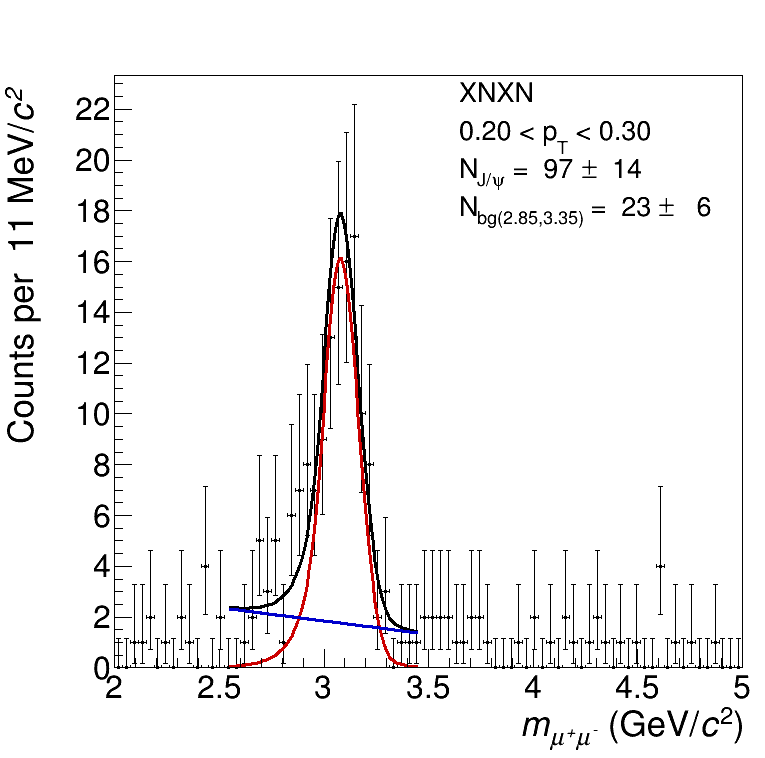 XNXN
0.20 < p_T < 0.30
N_J/ψ = 97 ± 14
N_bg(2.85,3.35) = 23 ± 6
Counts per 11 MeV/c²
22
20
18
16
14
12
10
8
6
4
2
0
2 2.5 3 3.5 4 4.5 5
m_μ⁺μ⁻ (GeV/c²)